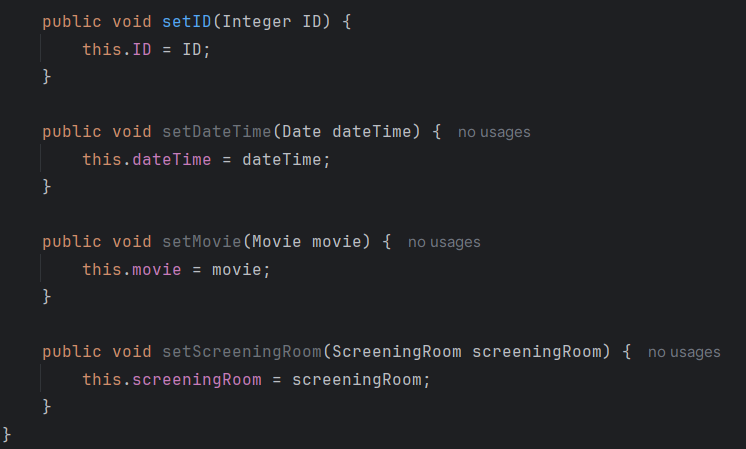 public void setID(Integer ID) {
this.ID = ID;
}
public void setDateTime(Date dateTime) { no usages
this.dateTime = dateTime;
}
public void setMovie(Movie movie) { no usages
this.movie = movie;
}
public void setScreeningRoom(ScreeningRoom screeningRoom) { no usages
this.screeningRoom = screeningRoom;
}
}